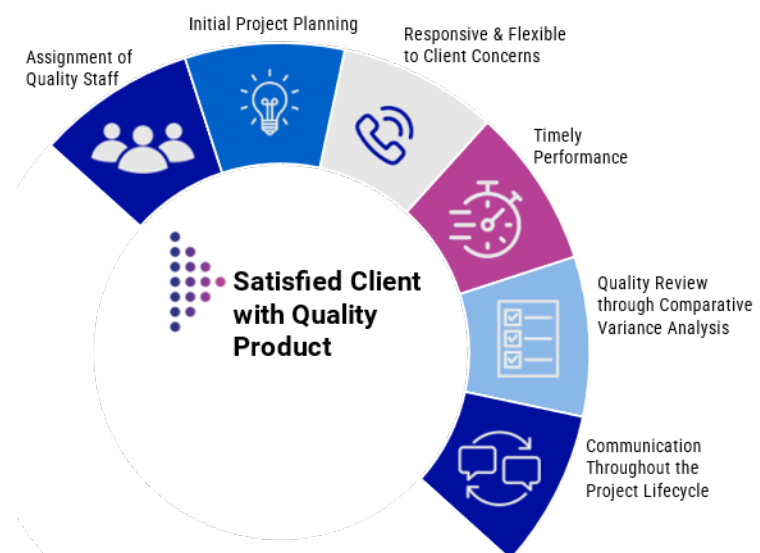 Initial Project Planning
Assignment of
Quality Staff
Responsive & Flexible
to Client Concerns
Timely
Performance
Quality Review
through Comparative
Variance Analysis
Communication
Throughout the
Project Lifecycle
Satisfied Client
with Quality
Product